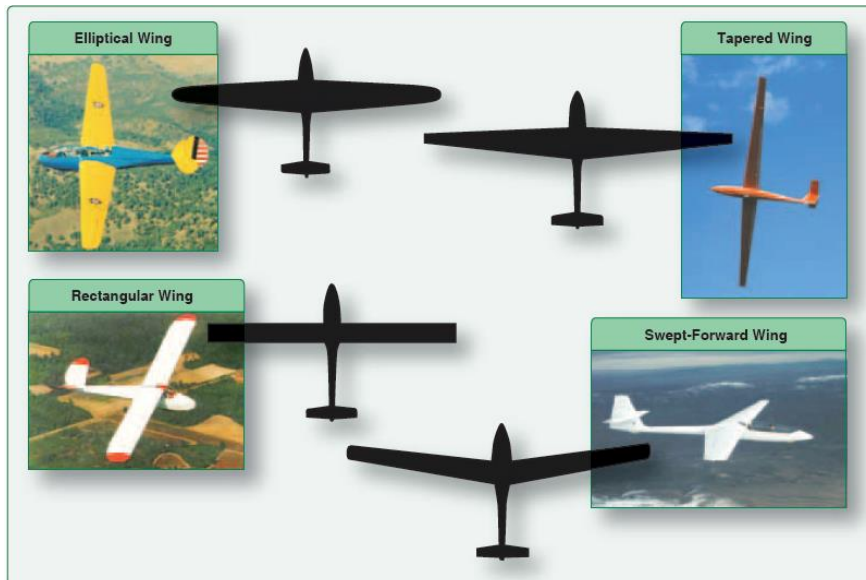 Elliptical Wing
Tapered Wing
Rectangular Wing
Swept-Forward Wing